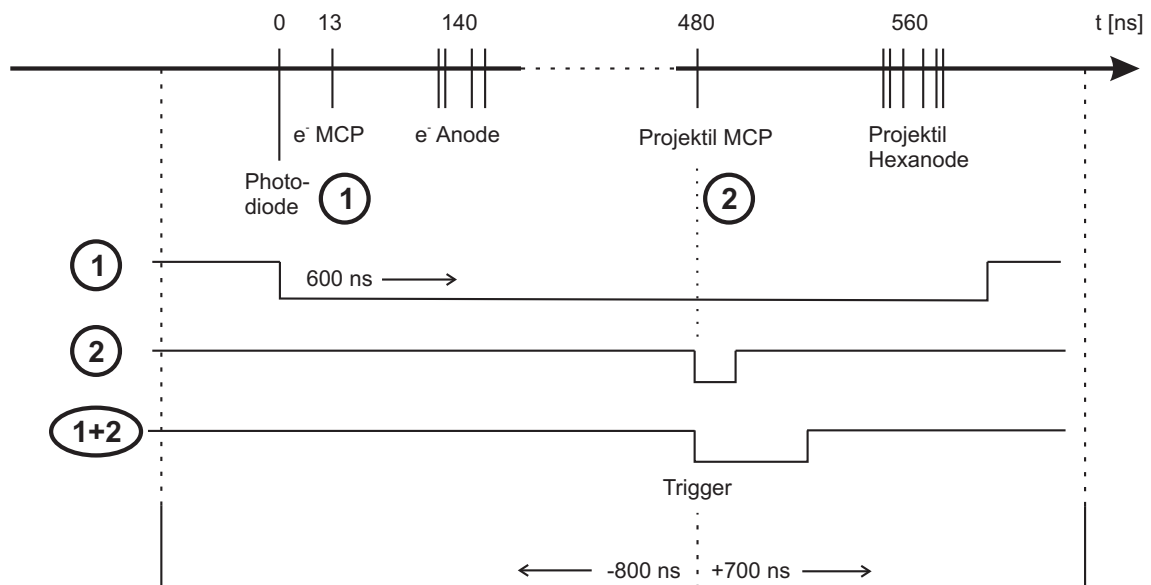 0 13 140 480 560 t [ns]
e⁻ MCP e⁻ Anode Projektil MCP Projektil
Hexanode
Photo-
diode 1 2
1 600 ns
2
1+2
Trigger
-800 ns +700 ns